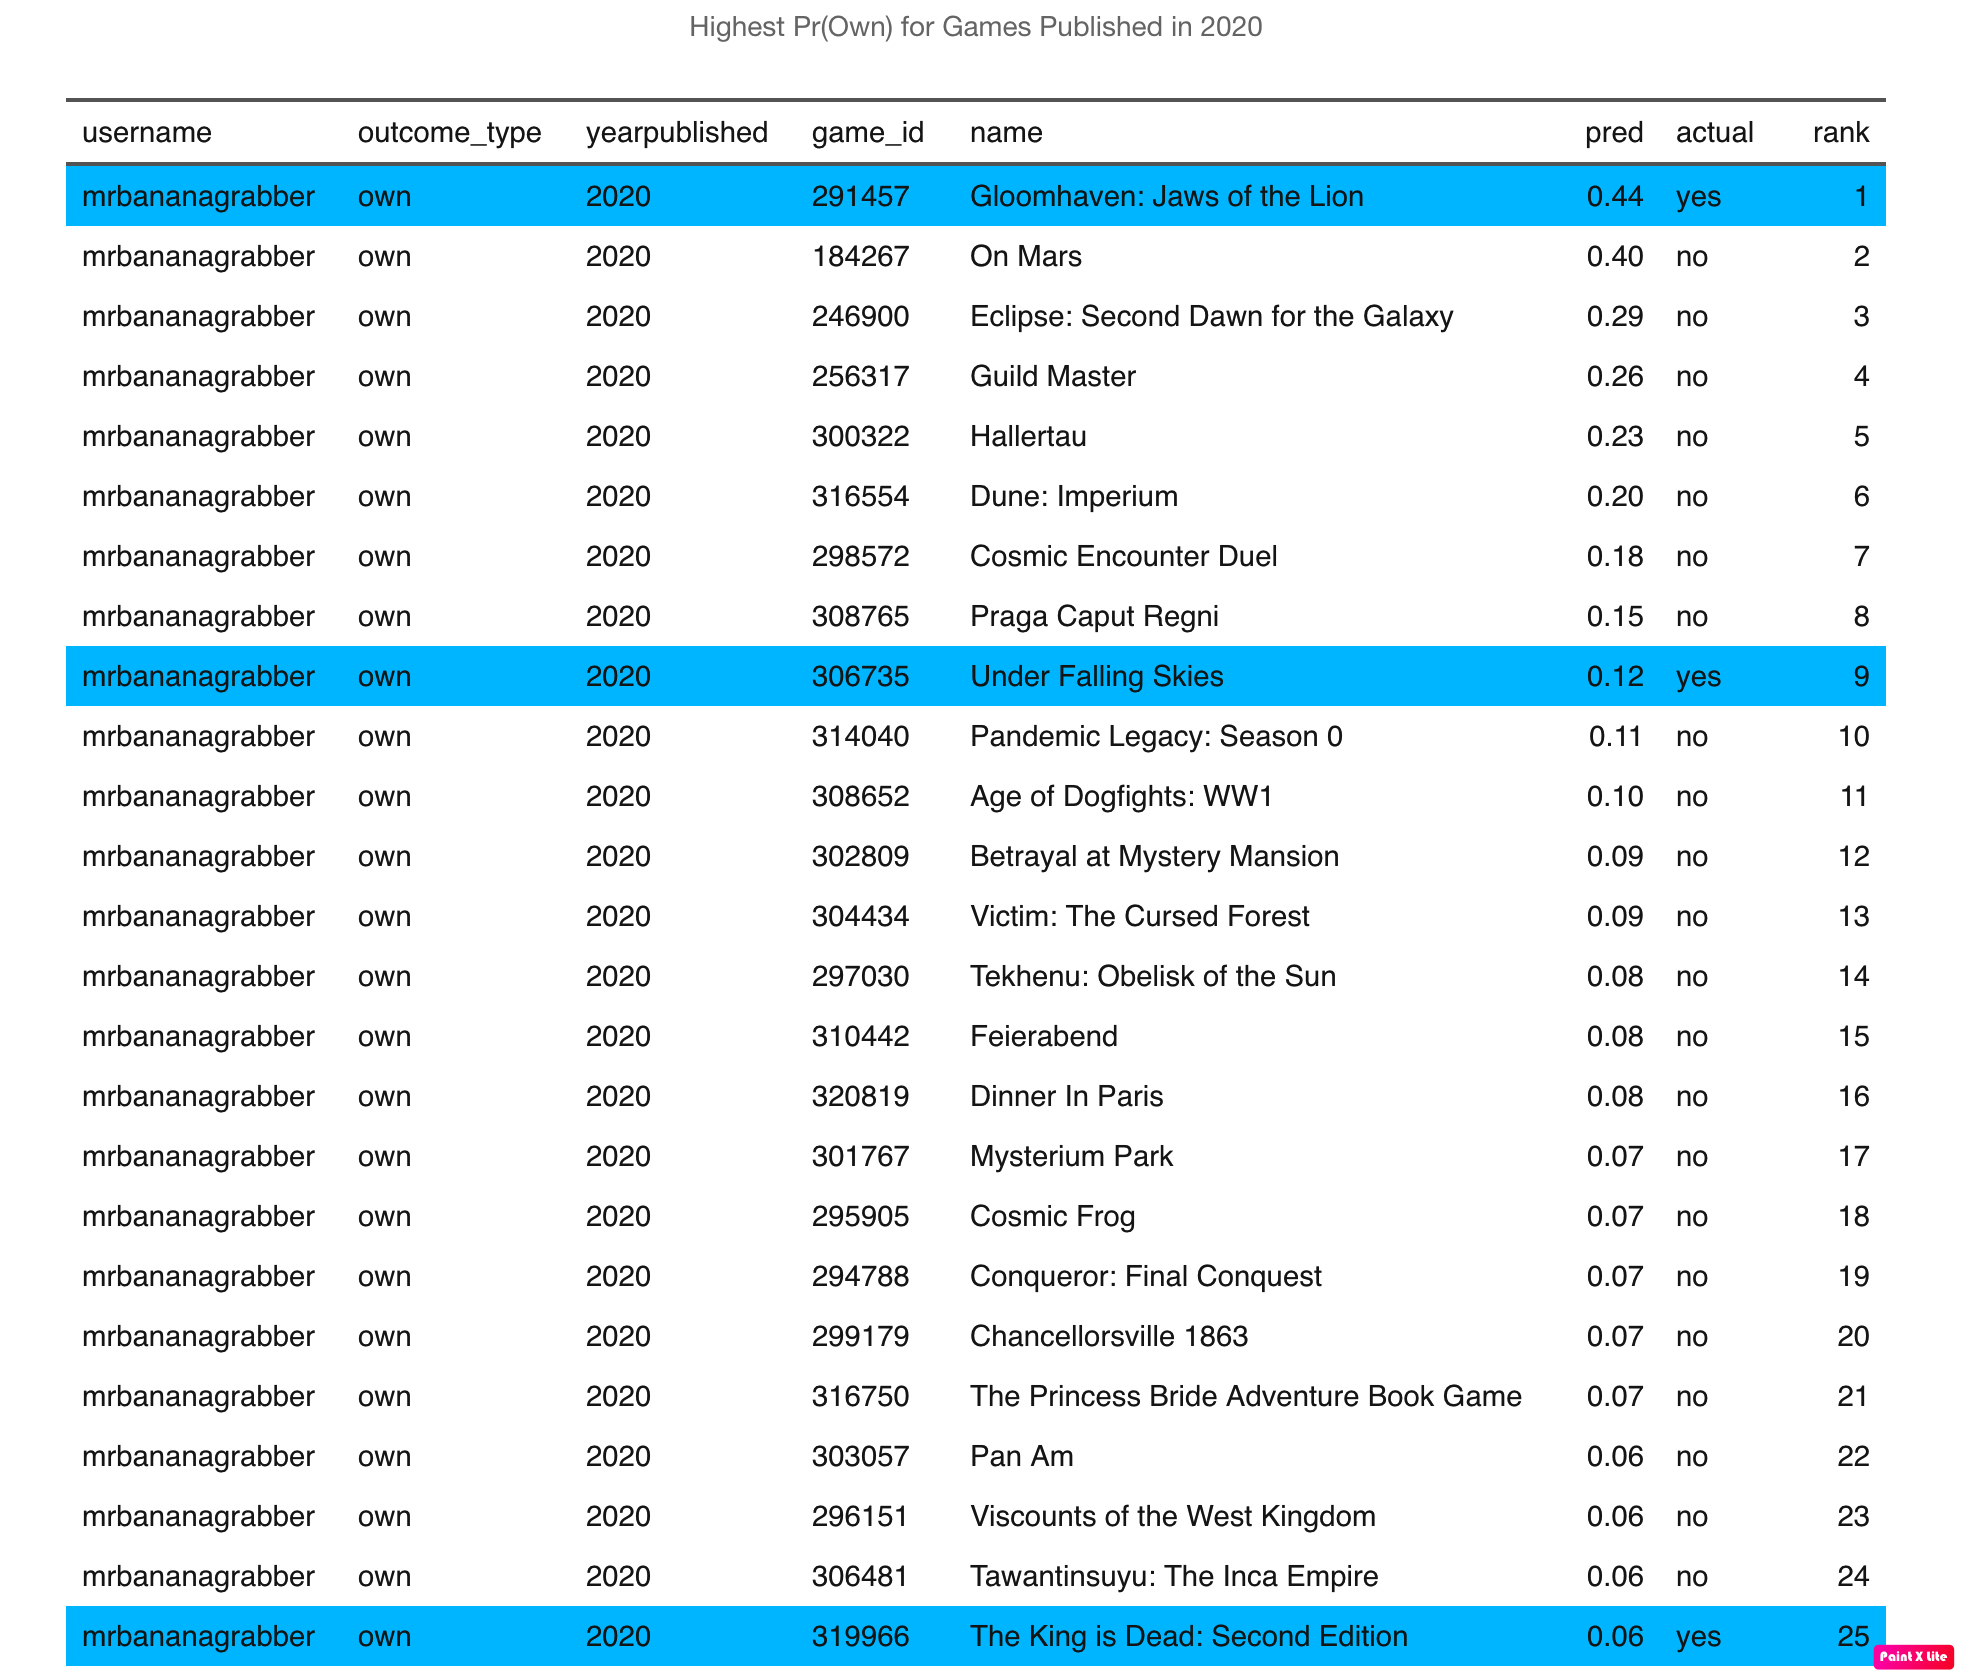 Highest Pr(Own) for Games Published in 2020
username outcome_type yearpublished game_id name pred actual rank
mrbananagrabber own 2020 291457 Gloomhaven: Jaws of the Lion 0.44 yes 1
mrbananagrabber own 2020 184267 On Mars 0.40 no 2
mrbananagrabber own 2020 246900 Eclipse: Second Dawn for the Galaxy 0.29 no 3
mrbananagrabber own 2020 256317 Guild Master 0.26 no 4
mrbananagrabber own 2020 300322 Hallertau 0.23 no 5
mrbananagrabber own 2020 316554 Dune: Imperium 0.20 no 6
mrbananagrabber own 2020 298572 Cosmic Encounter Duel 0.18 no 7
mrbananagrabber own 2020 308765 Praga Caput Regni 0.15 no 8
mrbananagrabber own 2020 306735 Under Falling Skies 0.12 yes 9
mrbananagrabber own 2020 314040 Pandemic Legacy: Season 0 0.11 no 10
mrbananagrabber own 2020 308652 Age of Dogfights: WW1 0.10 no 11
mrbananagrabber own 2020 302809 Betrayal at Mystery Mansion 0.09 no 12
mrbananagrabber own 2020 304434 Victim: The Cursed Forest 0.09 no 13
mrbananagrabber own 2020 297030 Tekhenu: Obelisk of the Sun 0.08 no 14
mrbananagrabber own 2020 310442 Feierabend 0.08 no 15
mrbananagrabber own 2020 320819 Dinner In Paris 0.08 no 16
mrbananagrabber own 2020 301767 Mysterium Park 0.07 no 17
mrbananagrabber own 2020 295905 Cosmic Frog 0.07 no 18
mrbananagrabber own 2020 294788 Conqueror: Final Conquest 0.07 no 19
mrbananagrabber own 2020 299179 Chancellorsville 1863 0.07 no 20
mrbananagrabber own 2020 316750 The Princess Bride Adventure Book Game 0.07 no 21
mrbananagrabber own 2020 303057 Pan Am 0.06 no 22
mrbananagrabber own 2020 296151 Viscounts of the West Kingdom 0.06 no 23
mrbananagrabber own 2020 306481 Tawantinsuyu: The Inca Empire 0.06 no 24
mrbananagrabber own 2020 319966 The King is Dead: Second Edition 0.06 yes 25
Paint X Lite